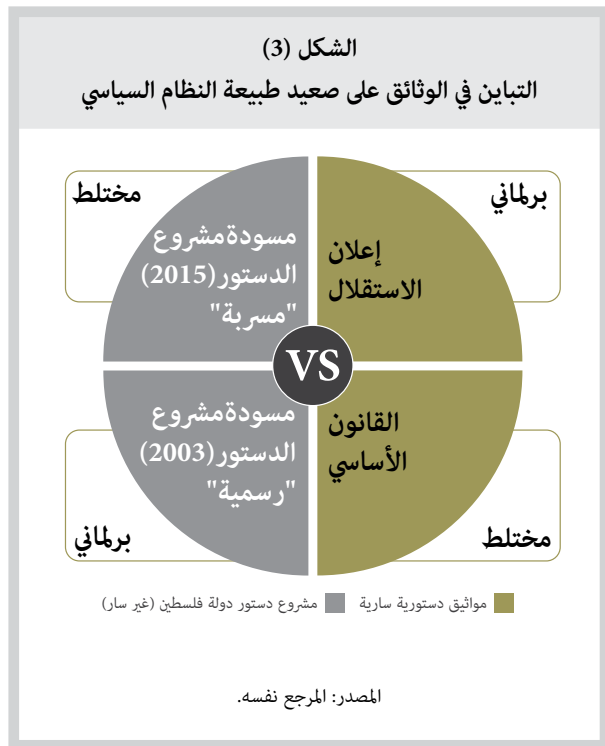 الشكل (3)
التباين في الوثائق على صعيد طبيعة النظام السياسي
برلماني
إعلان
الاستقلال
مختلط
مسودة مشروع
الدستور (2015)
"مسربة"
VS
القانون
الأساسي
مختلط
مسودة مشروع
الدستور (2003)
"رسمية"
برلماني
مواثيق دستورية سارية
مشروع دستور دولة فلسطين (غير سار)
المصدر: المرجع نفسه.